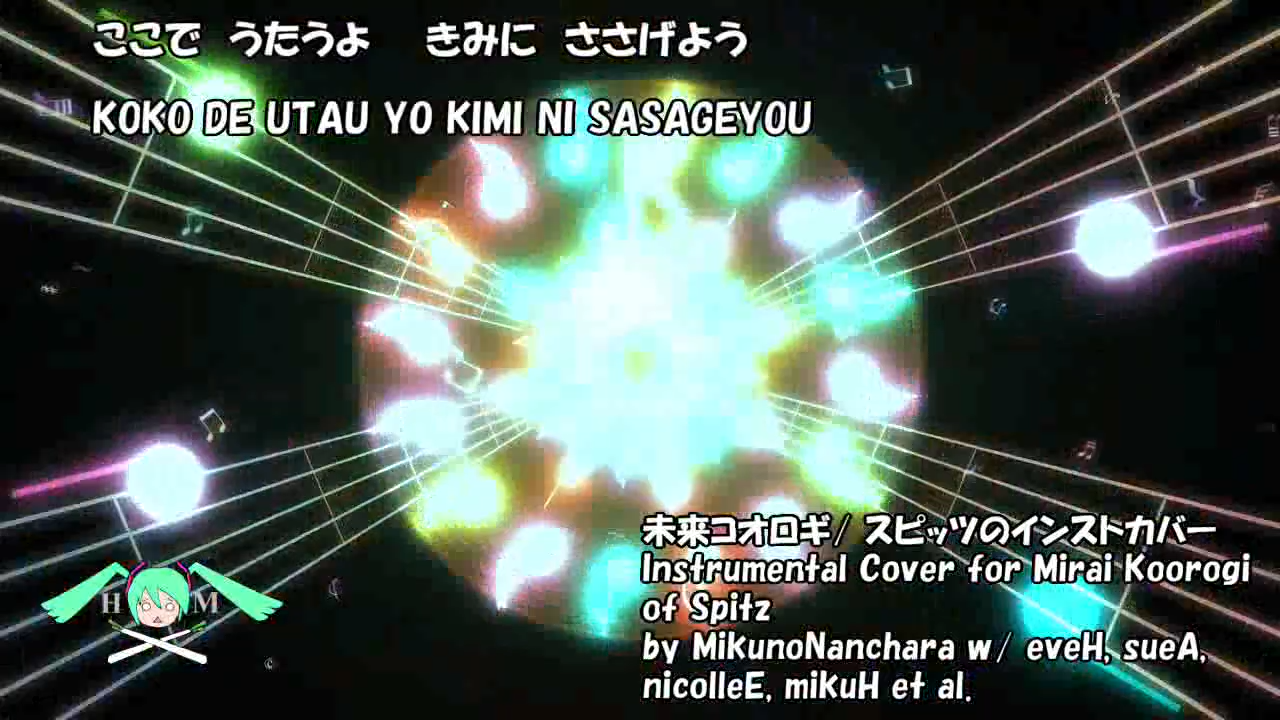 ここで うたうよ きみに ささげよう
KOKO DE UTAU YO KIMI NI SASAGEYOU
未来コオロギ/ スピッツのインストカバー
Instrumental Cover for Mirai Koorogi
of Spitz
by MikunoNanchara w/ eveH, sueA,
nicolleE, mikuH et al.
H M